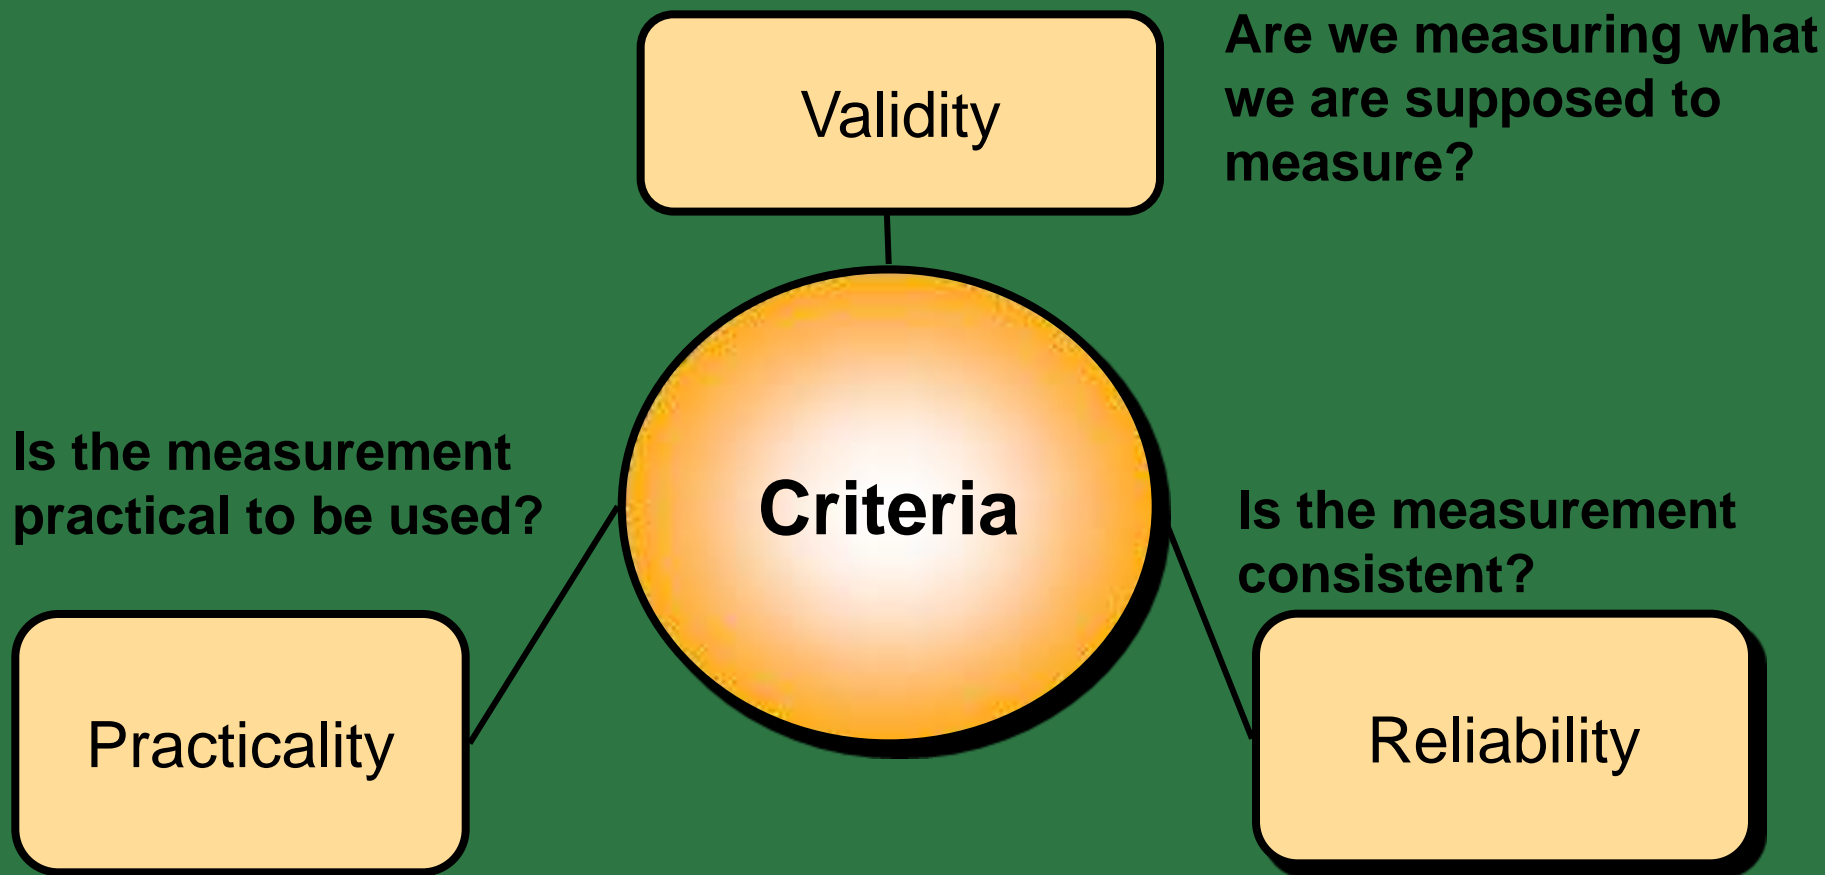 Validity
Are we measuring what
we are supposed to
measure?
Criteria
Is the measurement
practical to be used?
Practicality
Is the measurement
consistent?
Reliability